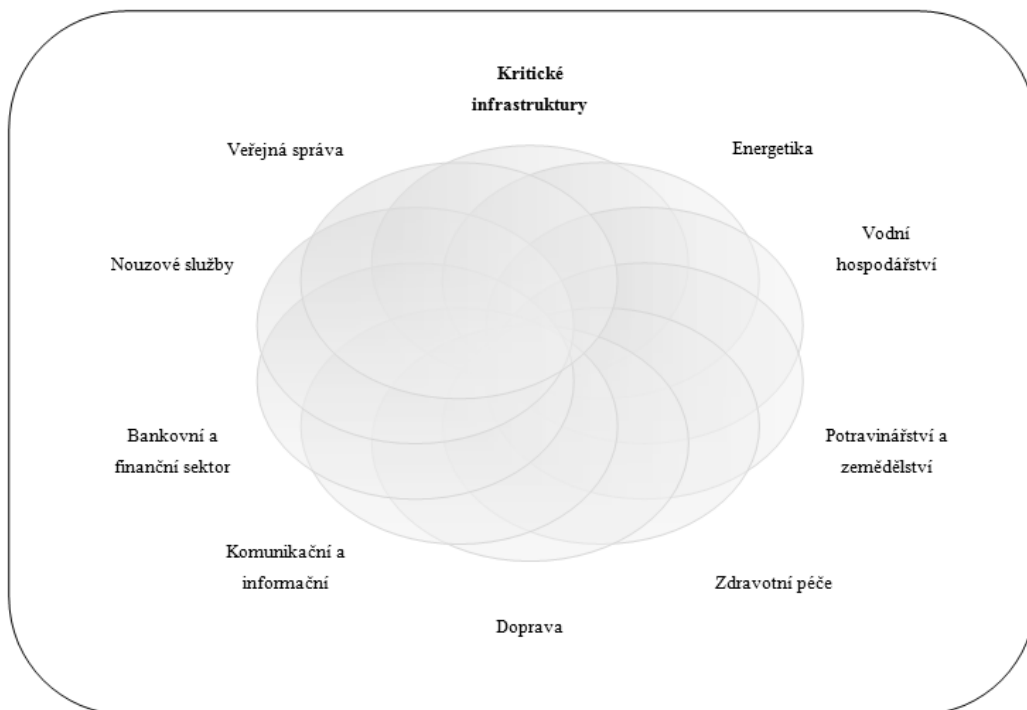 Kritické
infrastruktury
Veřejná správa
Energetika
Vodní
hospodářství
Nouzové služby
Bankovní a
finanční sektor
Potravinářství a
zemědělství
Komunikační a
informační
Zdravotní péče
Doprava